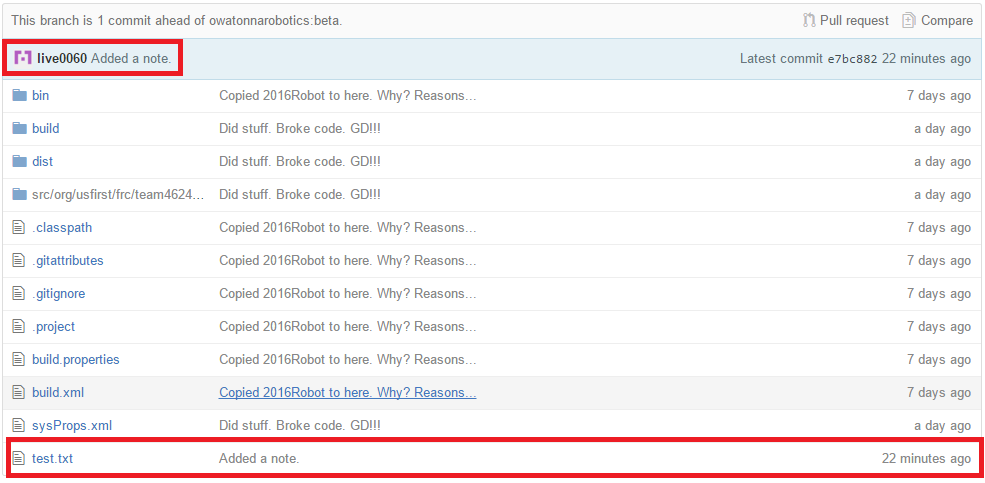 This branch is 1 commit ahead of owatonnarobotics:beta. Pull request Compare
live0060 Added a note. Latest commit e7bc882 22 minutes ago
bin Copied 2016Robot to here. Why? Reasons... 7 days ago
build Did stuff. Broke code. GD!!! a day ago
dist Did stuff. Broke code. GD!!! a day ago
src/org/usfirst/frc/team4624... Did stuff. Broke code. GD!!! a day ago
.classpath Copied 2016Robot to here. Why? Reasons... 7 days ago
.gitattributes Copied 2016Robot to here. Why? Reasons... 7 days ago
.gitignore Copied 2016Robot to here. Why? Reasons... 7 days ago
.project Copied 2016Robot to here. Why? Reasons... 7 days ago
build.properties Copied 2016Robot to here. Why? Reasons... 7 days ago
build.xml Copied 2016Robot to here. Why? Reasons... 7 days ago
sysProps.xml Did stuff. Broke code. GD!!! a day ago
test.txt Added a note. 22 minutes ago